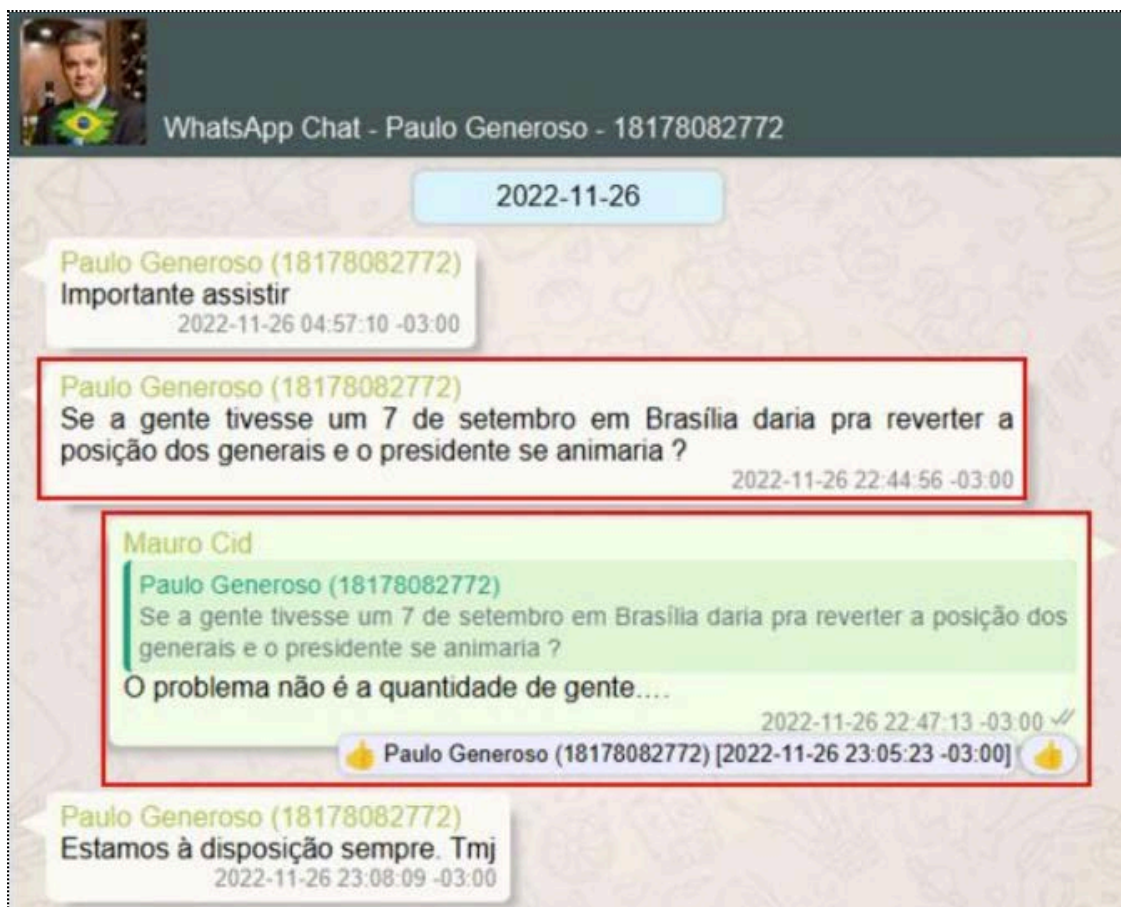 WhatsApp Chat - Paulo Generoso - 18178082772
2022-11-26
Paulo Generoso (18178082772)
Importante assistir
2022-11-26 04:57:10 -03:00
Paulo Generoso (18178082772)
Se a gente tivesse um 7 de setembro em Brasília daria pra reverter a
posição dos generais e o presidente se animaria ?
2022-11-26 22:44:56 -03:00
Mauro Cid
Paulo Generoso (18178082772)
Se a gente tivesse um 7 de setembro em Brasília daria pra reverter a posição dos
generais e o presidente se animaria ?
O problema não é a quantidade de gente....
2022-11-26 22:47:13 -03:00
👍 Paulo Generoso (18178082772) [2022-11-26 23:05:23 -03:00] 👍
Paulo Generoso (18178082772)
Estamos à disposição sempre. Tmj
2022-11-26 23:08:09 -03:00